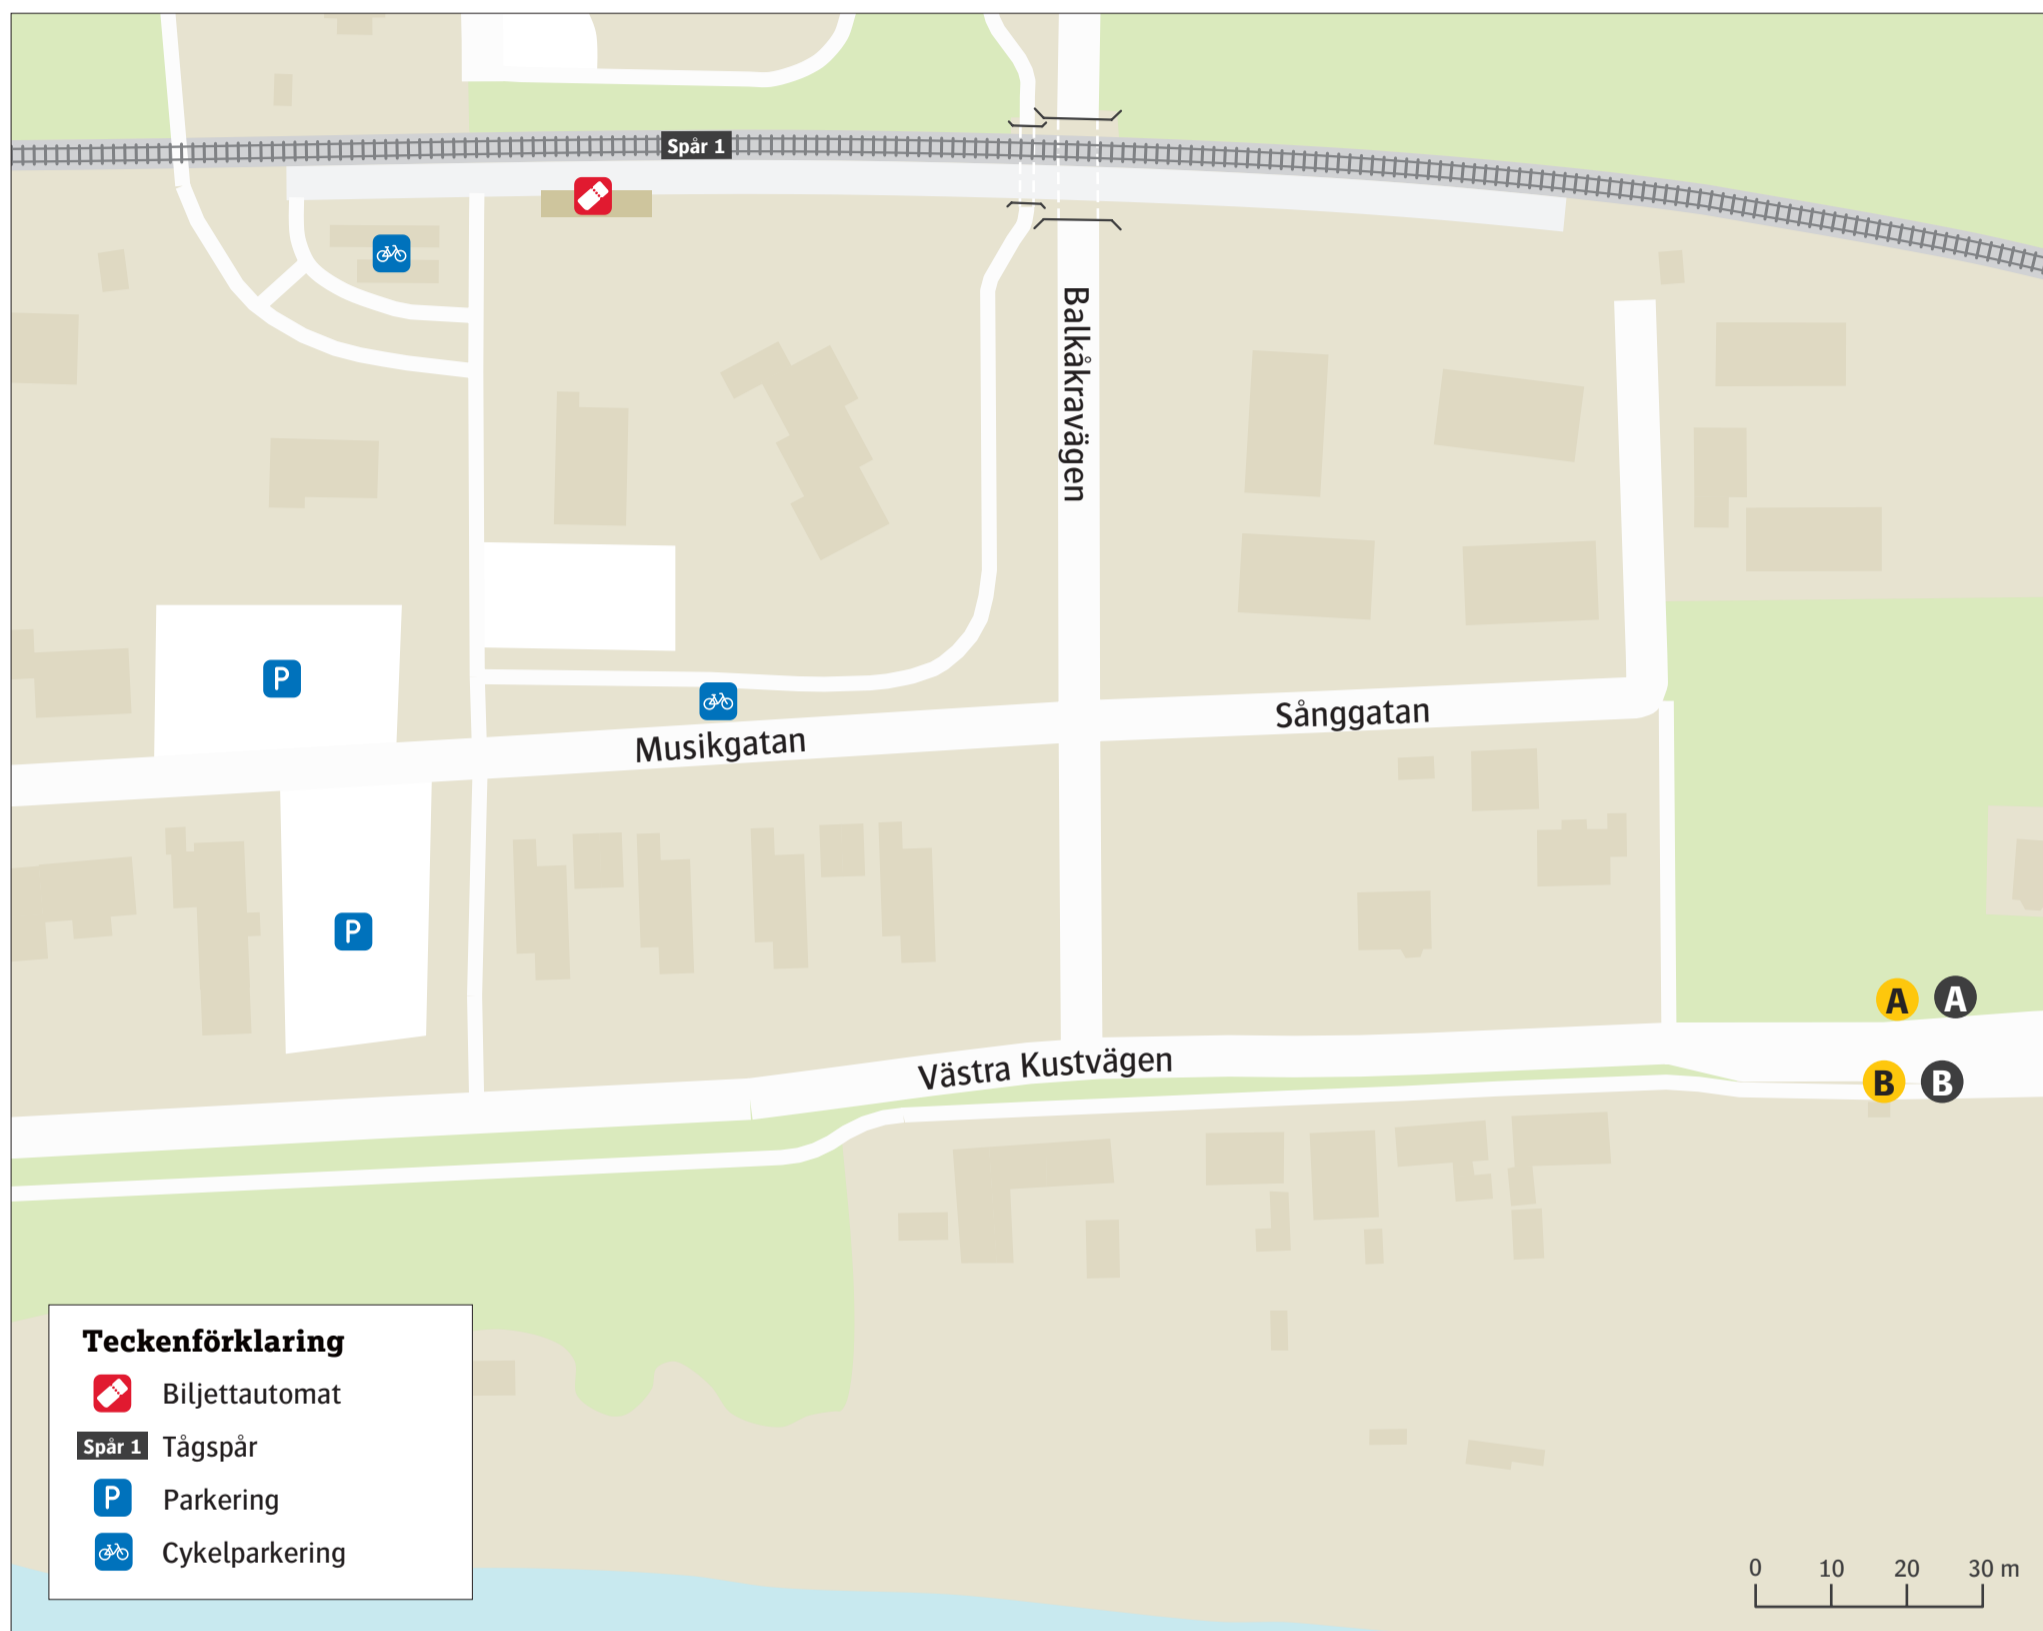 Spår 1
Balkåkravägen
P
Sånggatan
Musikgatan
P
A A
Västra Kustvägen
B B
Teckenförklaring
Biljettautomat
Spår 1 Tågspår
P Parkering
Cykelparkering
0 10 20 30 m